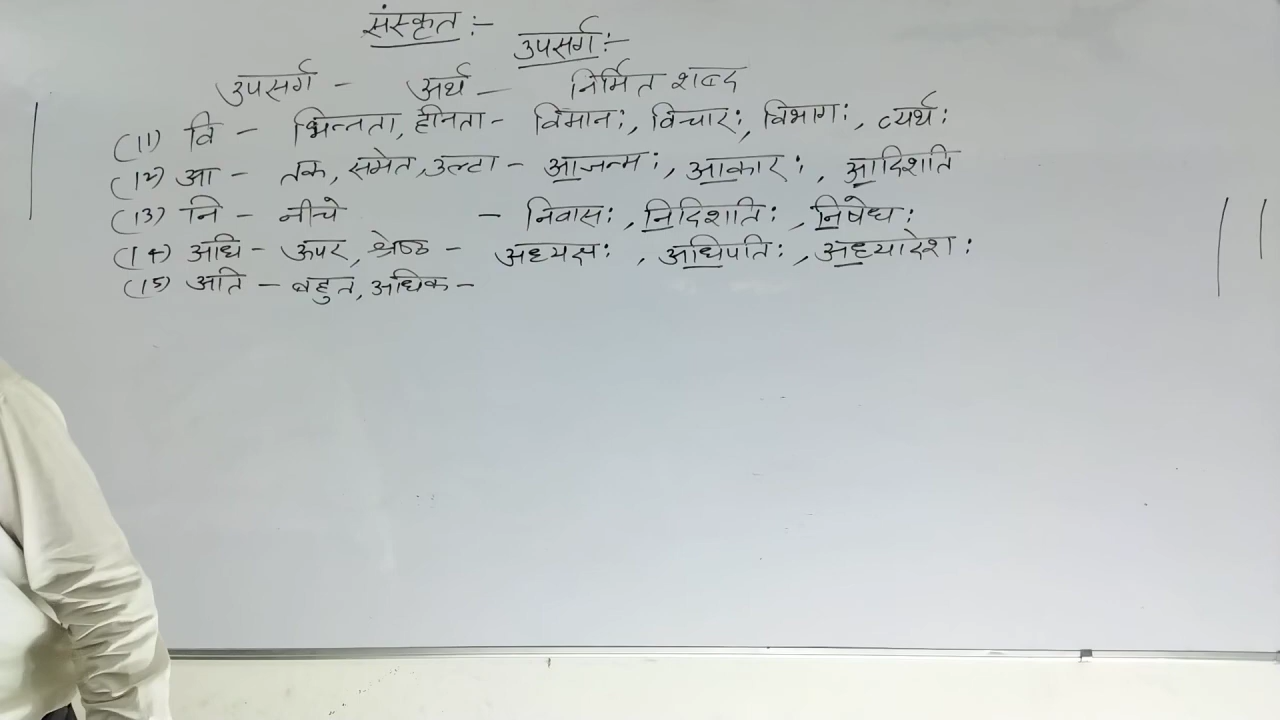 संस्कृत :-
उपसर्ग :-
उपसर्ग - अर्थ - निर्मित शब्द
(11) वि - भिन्नता, हीनता - विमानः, विचारः, विभागः, व्यर्थः
(12) आ - तक, समेत, उल्टा - आजन्मः, आकारः, आदिशति
(13) नि - नीचे - निवासः, निदिशतिः, निषेधः
(14) अधि - ऊपर, श्रेष्ठ - अध्यक्षः, अधिपतिः, अध्यादेशः
(15) अति - बहुत, अधिक -